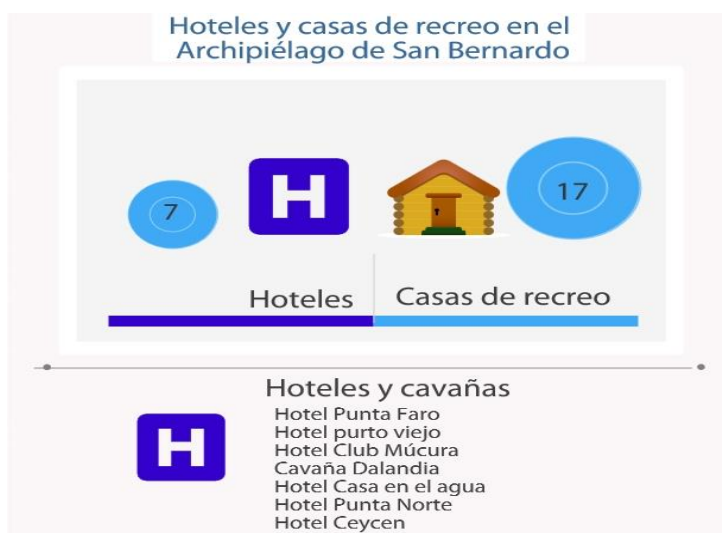 Hoteles y casas de recreo en el
Archipiélago de San Bernardo
7
H
17
Hoteles
Casas de recreo
Hoteles y cavañas
H
Hotel Punta Faro
Hotel purto viejo
Hotel Club Múcura
Cavaña Dalandia
Hotel Casa en el agua
Hotel Punta Norte
Hotel Ceycen